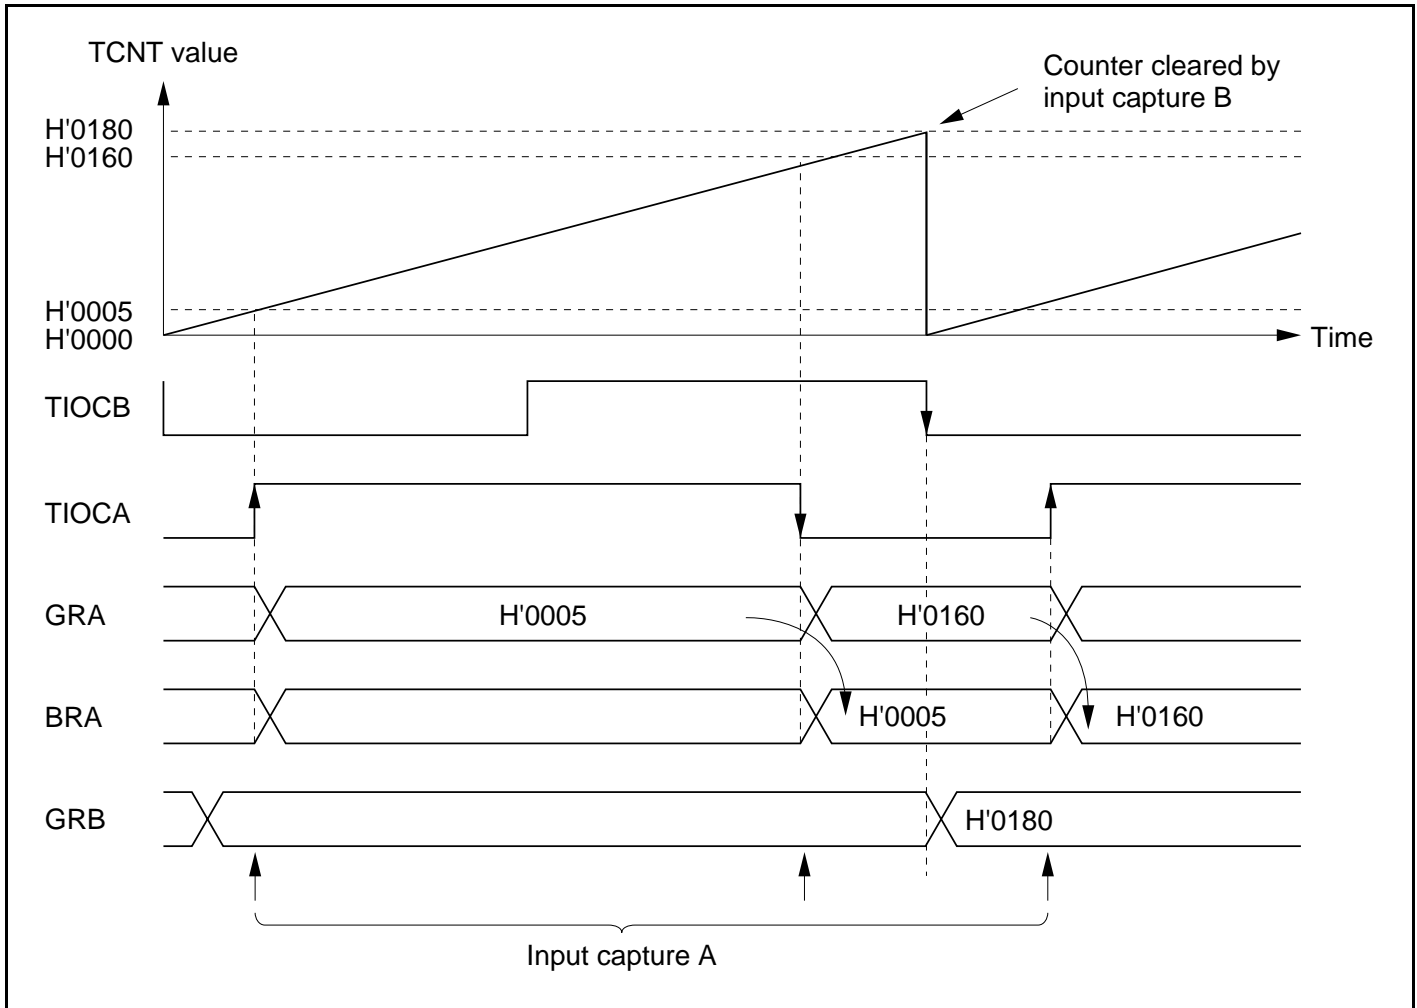 TCNT value
Counter cleared by
input capture B
H'0180
H'0160
H'0005
H'0000
Time
TIOCB
TIOCA
GRA
H'0005
H'0160
BRA
H'0005
H'0160
GRB
H'0180
Input capture A